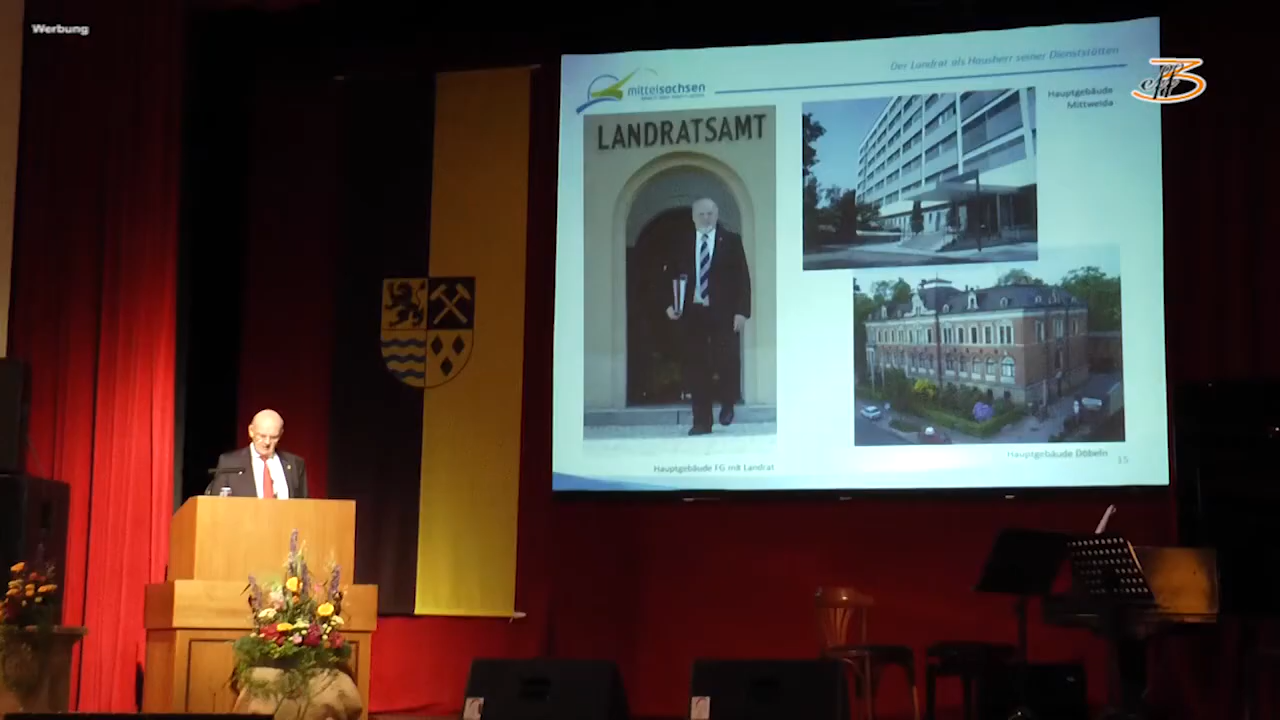 Werbung
Der Landrat als Hausherr seiner Dienststätten
mittelsachsen
Hauptgebäude
Mittweida
LANDRATSAMT
Hauptgebäude FG mit Landrat
Hauptgebäude Döbeln
15